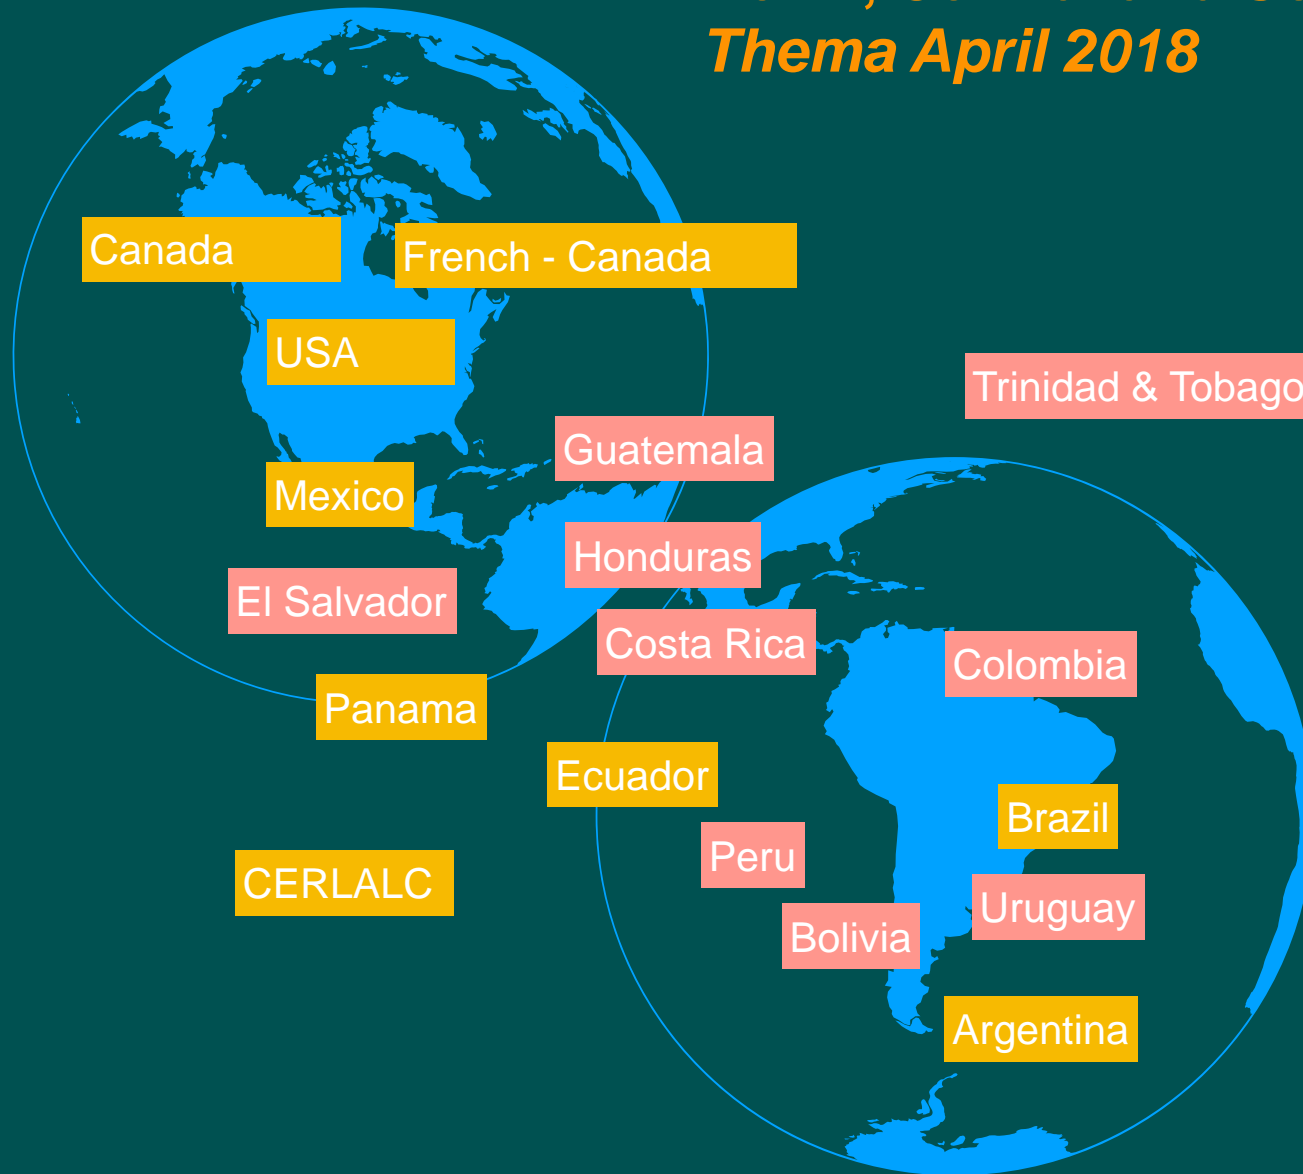 Thema April 2018
Canada
French - Canada
USA
Trinidad & Tobago
Guatemala
Mexico
Honduras
El Salvador
Costa Rica
Colombia
Panama
Ecuador
Brazil
Peru
CERLALC
Uruguay
Bolivia
Argentina